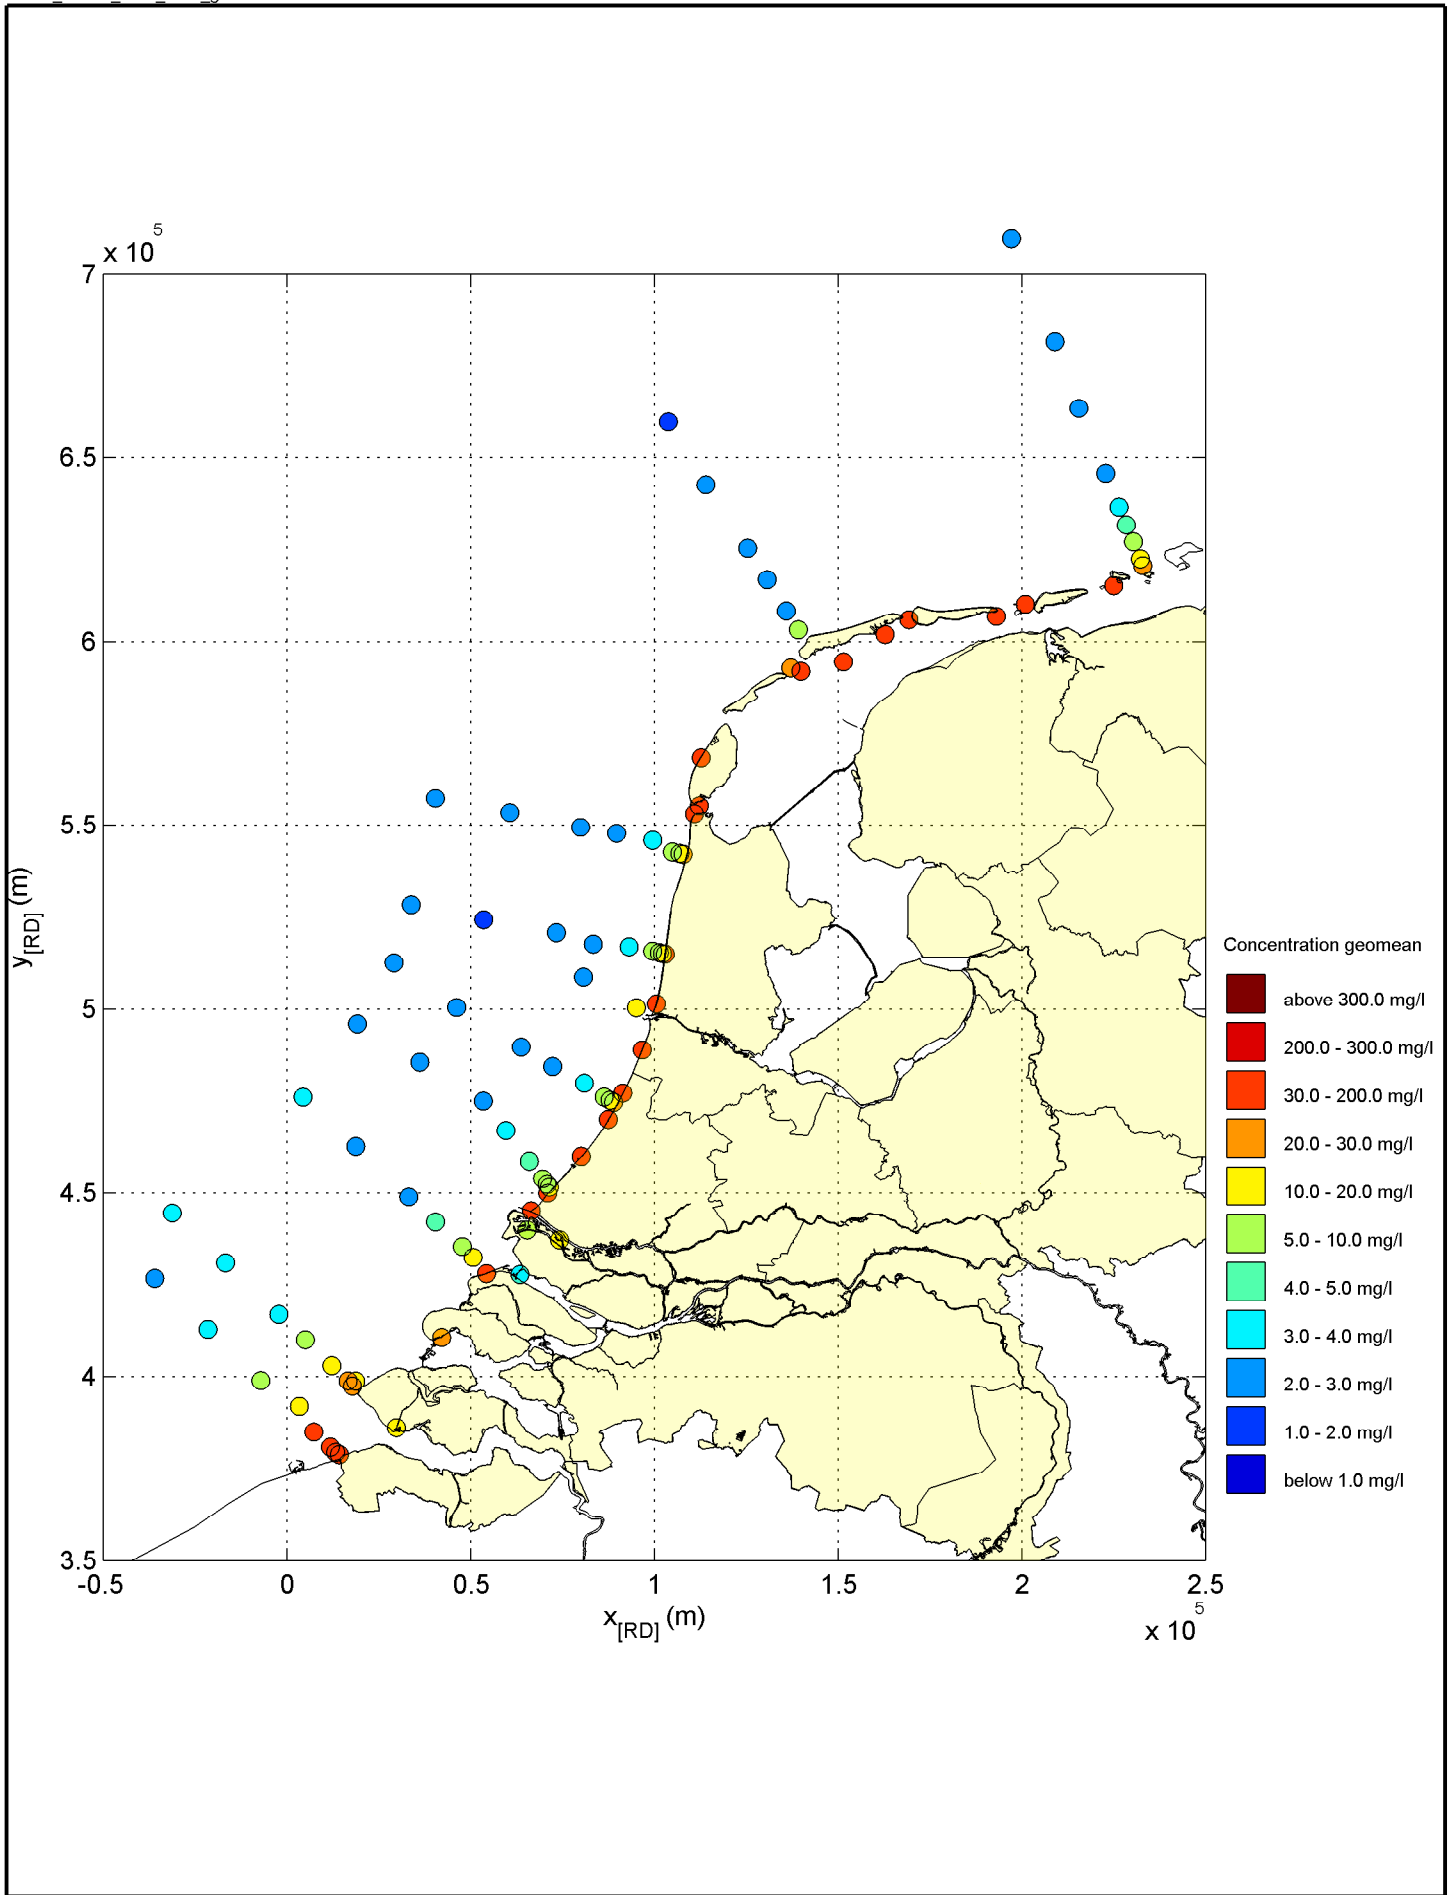 x 10 5
7
6.5
6
5.5
5
4.5
4
3.5
y[RD] (m)
-0.5 0 0.5 1 1.5 2 2.5
x[RD] (m)
x 10 5
Concentration geomean
above 300.0 mg/l
200.0 - 300.0 mg/l
30.0 - 200.0 mg/l
20.0 - 30.0 mg/l
10.0 - 20.0 mg/l
5.0 - 10.0 mg/l
4.0 - 5.0 mg/l
3.0 - 4.0 mg/l
2.0 - 3.0 mg/l
1.0 - 2.0 mg/l
below 1.0 mg/l